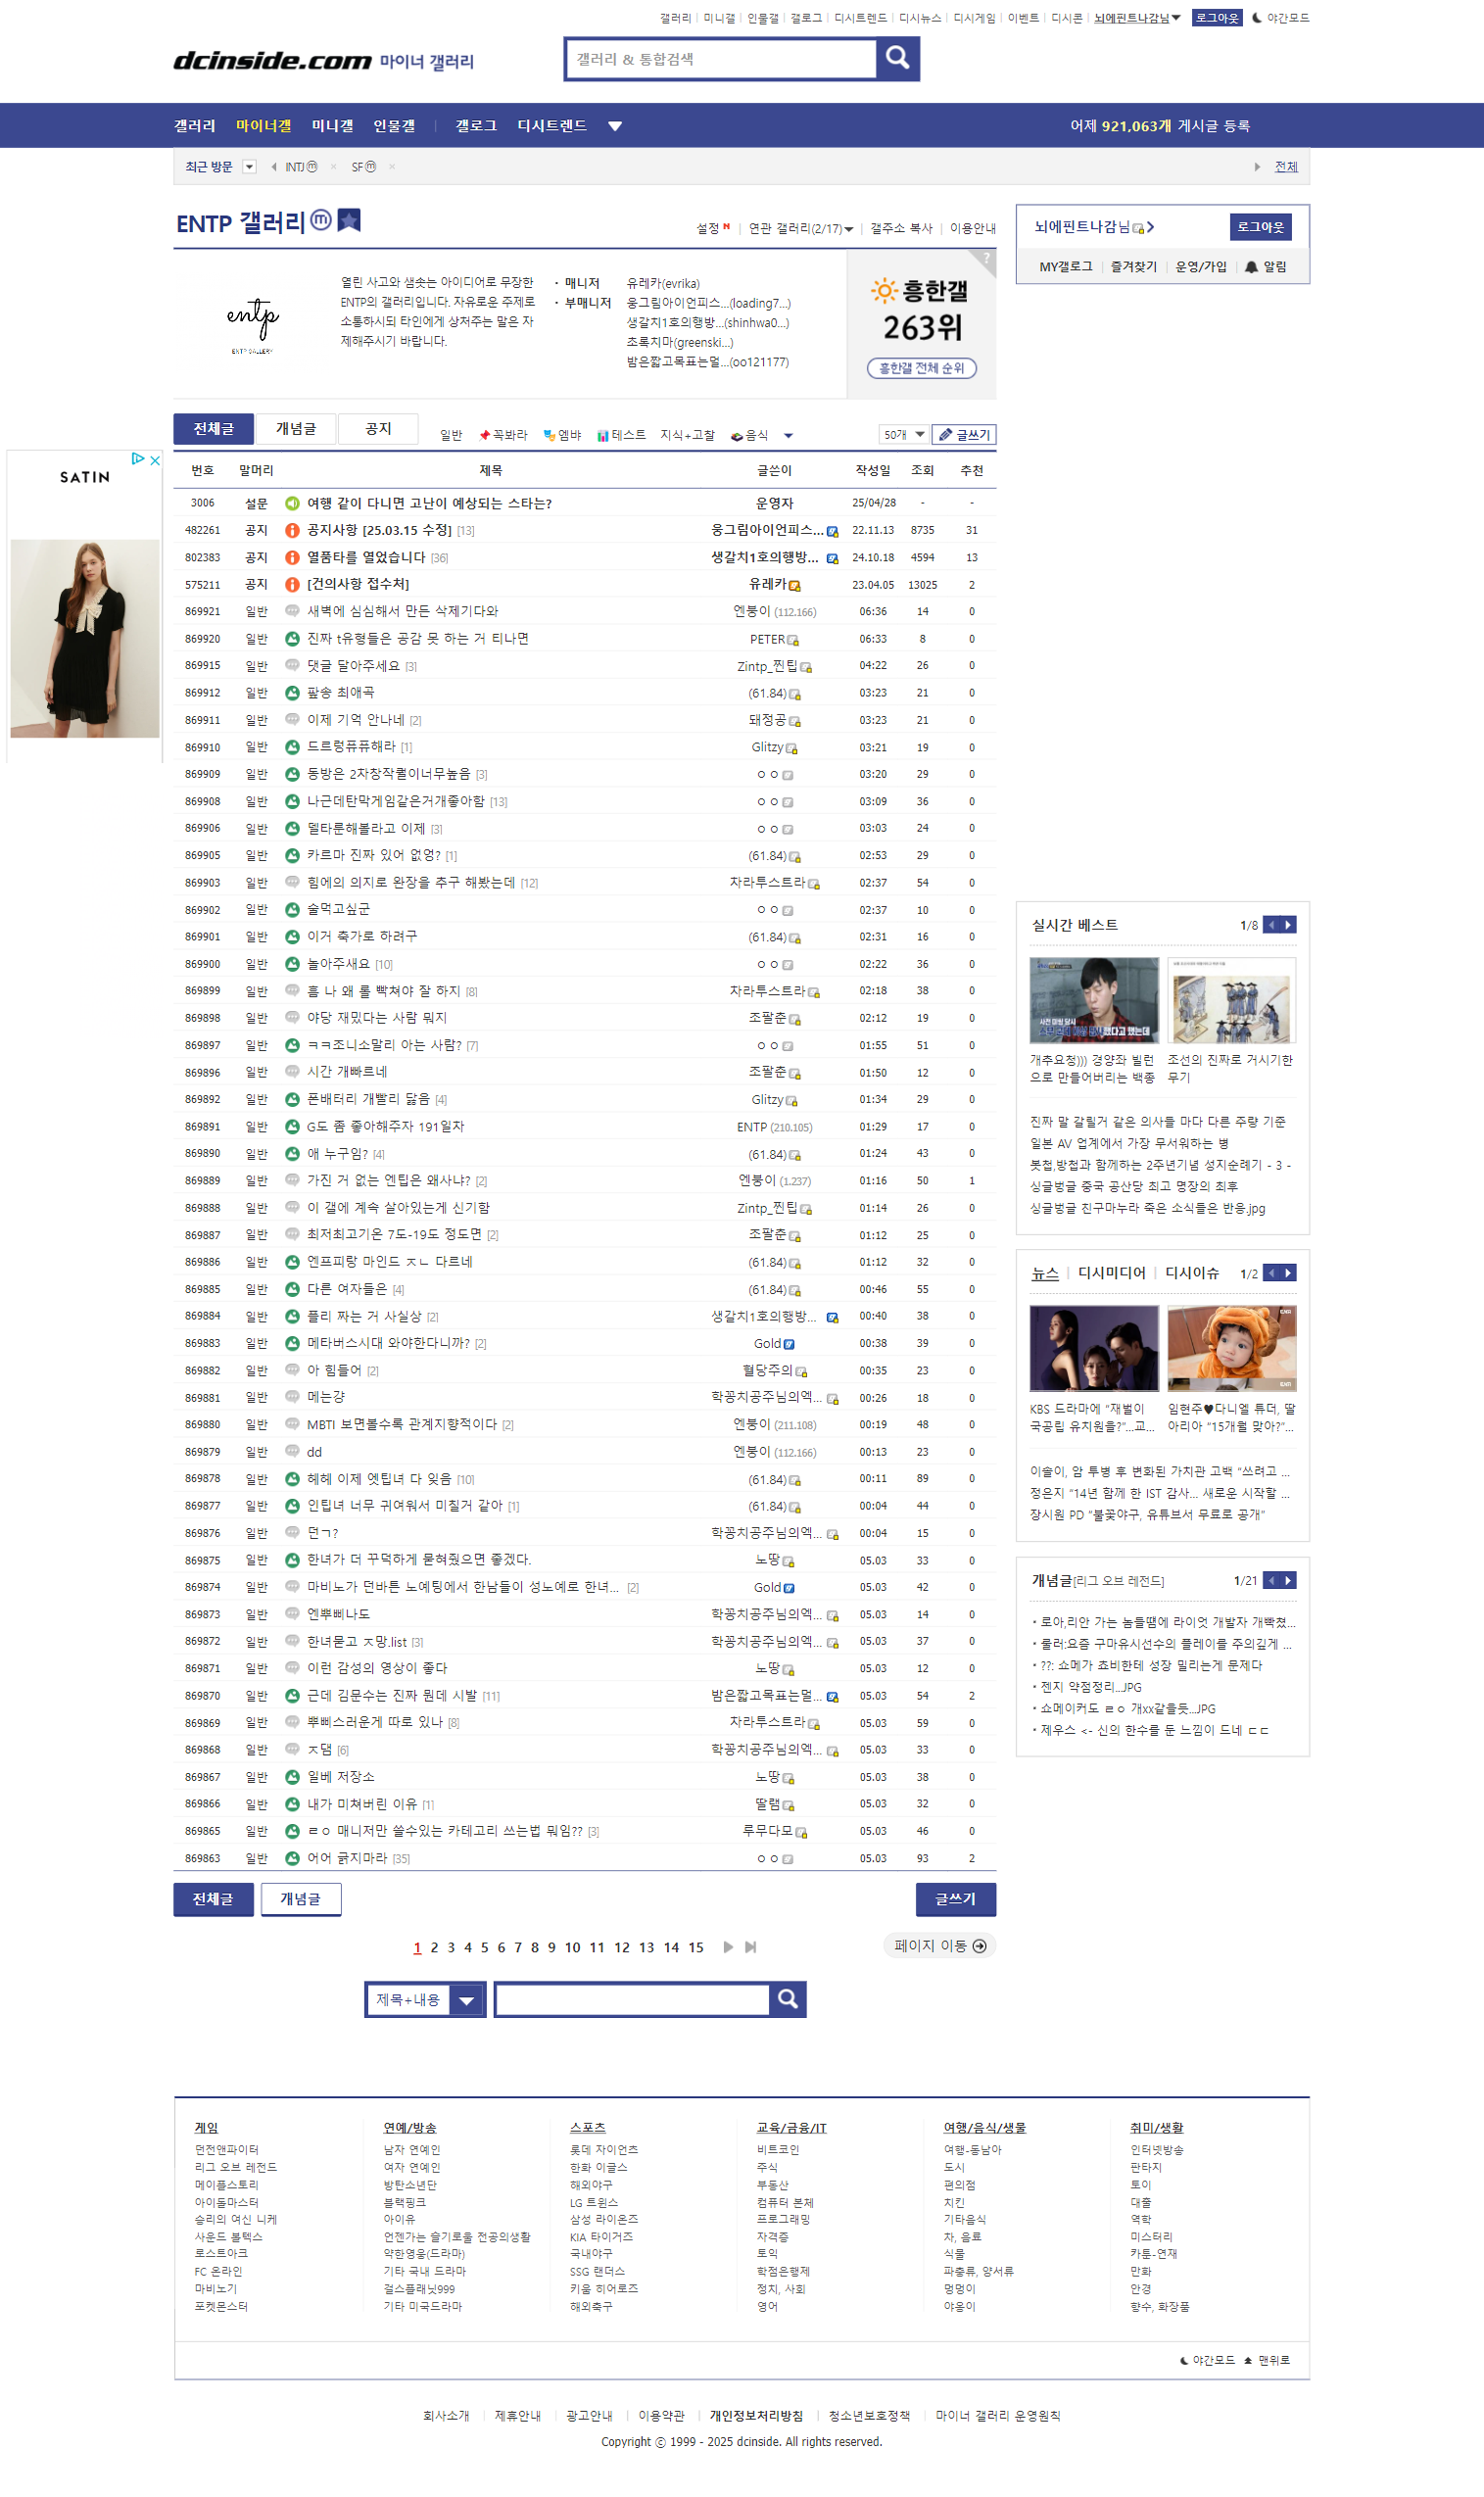 갤러리 미니갤 인물갤 갤로그 디시트렌드 디시뉴스 디시게임 이벤트 디시콘 뇌에핀트나감님 로그아웃 야간모드
dcinside.com 마이너 갤러리
갤러리 & 통합검색
갤러리 마이너갤 미니갤 인물갤 갤로그 디시트렌드 어제 921,063개 게시글 등록
최근 방문 INTJⓜ × SFⓜ × 전체
ENTP 갤러리ⓜ
설정 N 연관 갤러리(2/17) 갤주소 복사 이용안내
뇌에핀트나감님 로그아웃
MY갤로그 즐겨찾기 운영/가입 알림
entp
ENTP GALLERY
열린 사고와 샘솟는 아이디어로 무장한
ENTP의 갤러리입니다. 자유로운 주제로
소통하시되 타인에게 상처주는 말은 자
제해주시기 바랍니다.
· 매니저 유레카(evrika)
· 부매니저 웅그림아이언피스...(loading7...)
생갈치1호의행방...(shinhwa0...)
초록치마(greenski...)
밤은짧고목표는멀...(oo121177)
?
흥한갤
263위
흥한갤 전체 순위
전체글 개념글 공지 일반 꼭봐라 엠뱌 테스트 지식+고찰 음식 50개 글쓰기
SATIN
번호 말머리 제목 글쓴이 작성일 조회 추천
3006 설문 여행 같이 다니면 고난이 예상되는 스타는? 운영자 25/04/28 - -
482261 공지 공지사항 [25.03.15 수정] [13] 웅그림아이언피스... 22.11.13 8735 31
802383 공지 열품타를 열었습니다 [36] 생갈치1호의행방... 24.10.18 4594 13
575211 공지 [건의사항 접수처] 유레카 23.04.05 13025 2
869921 일반 새벽에 심심해서 만든 삭제기다와 엔붕이 (112.166) 06:36 14 0
869920 일반 진짜 t유형들은 공감 못 하는 거 티나면 PETER 06:33 8 0
869915 일반 댓글 달아주세요 [3] Zintp_찐팁 04:22 26 0
869912 일반 팦송 최애곡 (61.84) 03:23 21 0
869911 일반 이제 기억 안나네 [2] 돼정공 03:23 21 0
869910 일반 드르렁퓨퓨해라 [1] Glitzy 03:21 19 0
869909 일반 동방은 2차창작퀄이너무높음 [3] ㅇㅇ 03:20 29 0
869908 일반 나근데탄막게임같은거개좋아함 [13] ㅇㅇ 03:09 36 0
869906 일반 델타룬해볼라고 이제 [3] ㅇㅇ 03:03 24 0
869905 일반 카르마 진짜 있어 없엉? [1] (61.84) 02:53 29 0
869903 일반 힘에의 의지로 완장을 추구 해봤는데 [12] 차라투스트라 02:37 54 0
869902 일반 술먹고싶군 ㅇㅇ 02:37 10 0
869901 일반 이거 축가로 하려구 (61.84) 02:31 16 0
869900 일반 놀아주새요 [10] ㅇㅇ 02:22 36 0
869899 일반 흠 나 왜 롤 빡쳐야 잘 하지 [8] 차라투스트라 02:18 38 0
869898 일반 야당 재밌다는 사람 뭐지 조팔춘 02:12 19 0
869897 일반 ㅋㅋ조니소말리 아는 사람? [7] ㅇㅇ 01:55 51 0
869896 일반 시간 개빠르네 조팔춘 01:50 12 0
869892 일반 폰배터리 개빨리 닳음 [4] Glitzy 01:34 29 0
869891 일반 G도 좀 좋아해주자 191일차 ENTP (210.105) 01:29 17 0
869890 일반 얘 누구임? [4] (61.84) 01:24 43 0
869889 일반 가진 거 없는 엔팁은 왜사냐? [2] 엔붕이 (1.237) 01:16 50 1
869888 일반 이 갤에 계속 살아있는게 신기함 Zintp_찐팁 01:14 26 0
869887 일반 최저최고기온 7도-19도 정도면 [2] 조팔춘 01:12 25 0
869886 일반 엔프피랑 마인드 ㅈㄴ 다르네 (61.84) 01:12 32 0
869885 일반 다른 여자들은 [4] (61.84) 00:46 55 0
869884 일반 플리 짜는 거 사실상 [2] 생갈치1호의행방... 00:40 38 0
869883 일반 메타버스시대 와야한다니까? [2] Gold 00:38 39 0
869882 일반 아 힘들어 [2] 혈당주의 00:35 23 0
869881 일반 메는걍 학꽁치공주님의엑... 00:26 18 0
869880 일반 MBTI 보면볼수록 관계지향적이다 [2] 엔붕이 (211.108) 00:19 48 0
869879 일반 dd 엔붕이 (112.166) 00:13 23 0
869878 일반 헤헤 이제 엣팁녀 다 잊음 [10] (61.84) 00:11 89 0
869877 일반 인팁녀 너무 귀여워서 미칠거 같아 [1] (61.84) 00:04 44 0
869876 일반 던ㄱ? 학꽁치공주님의엑... 00:04 15 0
869875 일반 한녀가 더 꾸덕하게 묻혀줬으면 좋겠다. 노땅 05.03 33 0
869874 일반 마비노가 던바튼 노예팅에서 한남들이 성노예로 한녀... [2] Gold 05.03 42 0
869873 일반 엔뿌삐나도 학꽁치공주님의엑... 05.03 14 0
869872 일반 한녀묻고 ㅈ망.list [3] 학꽁치공주님의엑... 05.03 37 0
869871 일반 이런 감성의 영상이 좋다 노땅 05.03 12 0
869870 일반 근데 김문수는 진짜 뭔데 시발 [11] 밤은짧고목표는멀... 05.03 54 2
869869 일반 뿌삐스러운게 따로 있나 [8] 차라투스트라 05.03 59 0
869868 일반 ㅈ댐 [6] 학꽁치공주님의엑... 05.03 33 0
869867 일반 일베 저장소 노땅 05.03 38 0
869866 일반 내가 미쳐버린 이유 [1] 딸램 05.03 32 0
869865 일반 ㄹㅇ 매니저만 쓸수있는 카테고리 쓰는법 뭐임?? [3] 루무다모 05.03 46 0
869863 일반 어어 긁지마라 [35] ㅇㅇ 05.03 93 2
실시간 베스트 1/8
개추요청))) 경양좌 빌런
으로 만들어버리는 백종
조선의 진짜로 거시기한
무기
진짜 말 갈릴거 같은 의사들 마다 다른 주량 기준
일본 AV 업계에서 가장 무서워하는 병
봇첩,방첩과 함께하는 2주년기념 성지순례기 - 3 -
싱글벙글 중국 공산당 최고 명장의 최후
싱글벙글 친구마누라 죽은 소식들은 반응.jpg
뉴스 디시미디어 디시이슈 1/2
KBS 드라마에 “재벌이
국공립 유치원을?”…교...
임현주♥다니엘 튜더, 딸
아리아 “15개월 맞아?”...
이솔이, 암 투병 후 변화된 가치관 고백 “쓰려고 ...
정은지 “14년 함께 한 IST 감사… 새로운 시작할 ...
장시원 PD “불꽃야구, 유튜브서 무료로 공개”
개념글[리그 오브 레전드] 1/21
· 로아,리안 가는 놈들땜에 라이엇 개발자 개빡쳤...
· 룰러:요즘 구마유시선수의 플레이를 주의깊게 ...
· ??: 쇼메가 쵸비한테 성장 밀리는게 문제다
· 젠지 약점정리..JPG
· 쇼메이커도 ㄹㅇ 개xx같을듯...JPG
· 제우스 <- 신의 한수를 둔 느낌이 드네 ㄷㄷ
전체글 개념글 글쓰기
1 2 3 4 5 6 7 8 9 10 11 12 13 14 15 페이지 이동
제목+내용
게임
던전앤파이터
리그 오브 레전드
메이플스토리
아이돌마스터
승리의 여신 니케
사운드 볼텍스
로스트아크
FC 온라인
마비노기
포켓몬스터
연예/방송
남자 연예인
여자 연예인
방탄소년단
블랙핑크
아이유
언젠가는 슬기로울 전공의생활
약한영웅(드라마)
기타 국내 드라마
걸스플래닛999
기타 미국드라마
스포츠
롯데 자이언츠
한화 이글스
해외야구
LG 트윈스
삼성 라이온즈
KIA 타이거즈
국내야구
SSG 랜더스
키움 히어로즈
해외축구
교육/금융/IT
비트코인
주식
부동산
컴퓨터 본체
프로그래밍
자격증
토익
학점은행제
정치, 사회
영어
여행/음식/생물
여행-동남아
도시
편의점
치킨
기타음식
차, 음료
식물
파충류, 양서류
멍멍이
야옹이
취미/생활
인터넷방송
판타지
토이
대출
역학
미스터리
카툰-연재
만화
안경
향수, 화장품
야간모드 맨위로
회사소개 제휴안내 광고안내 이용약관 개인정보처리방침 청소년보호정책 마이너 갤러리 운영원칙
Copyright ⓒ 1999 - 2025 dcinside. All rights reserved.